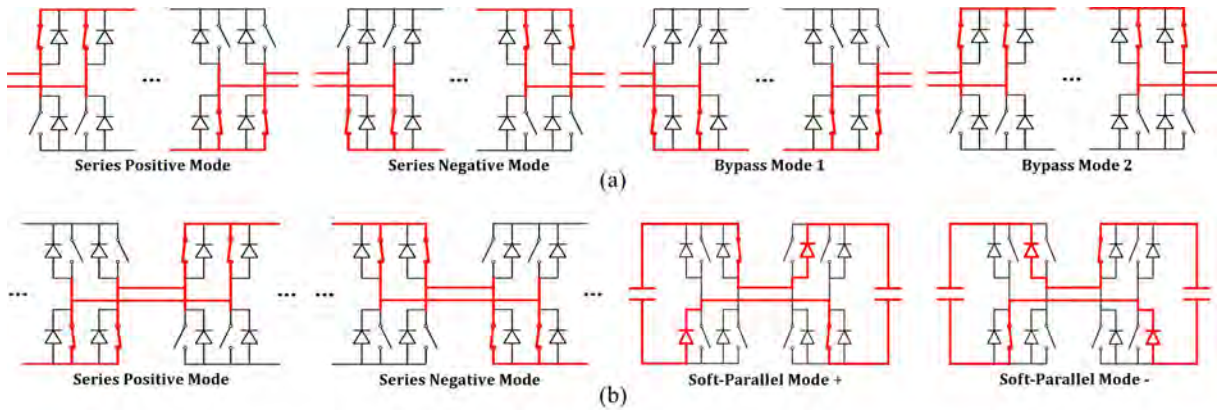 Series Positive Mode
Series Negative Mode
Bypass Mode 1
Bypass Mode 2
(a)
Series Positive Mode
Series Negative Mode
Soft-Parallel Mode +
Soft-Parallel Mode -
(b)